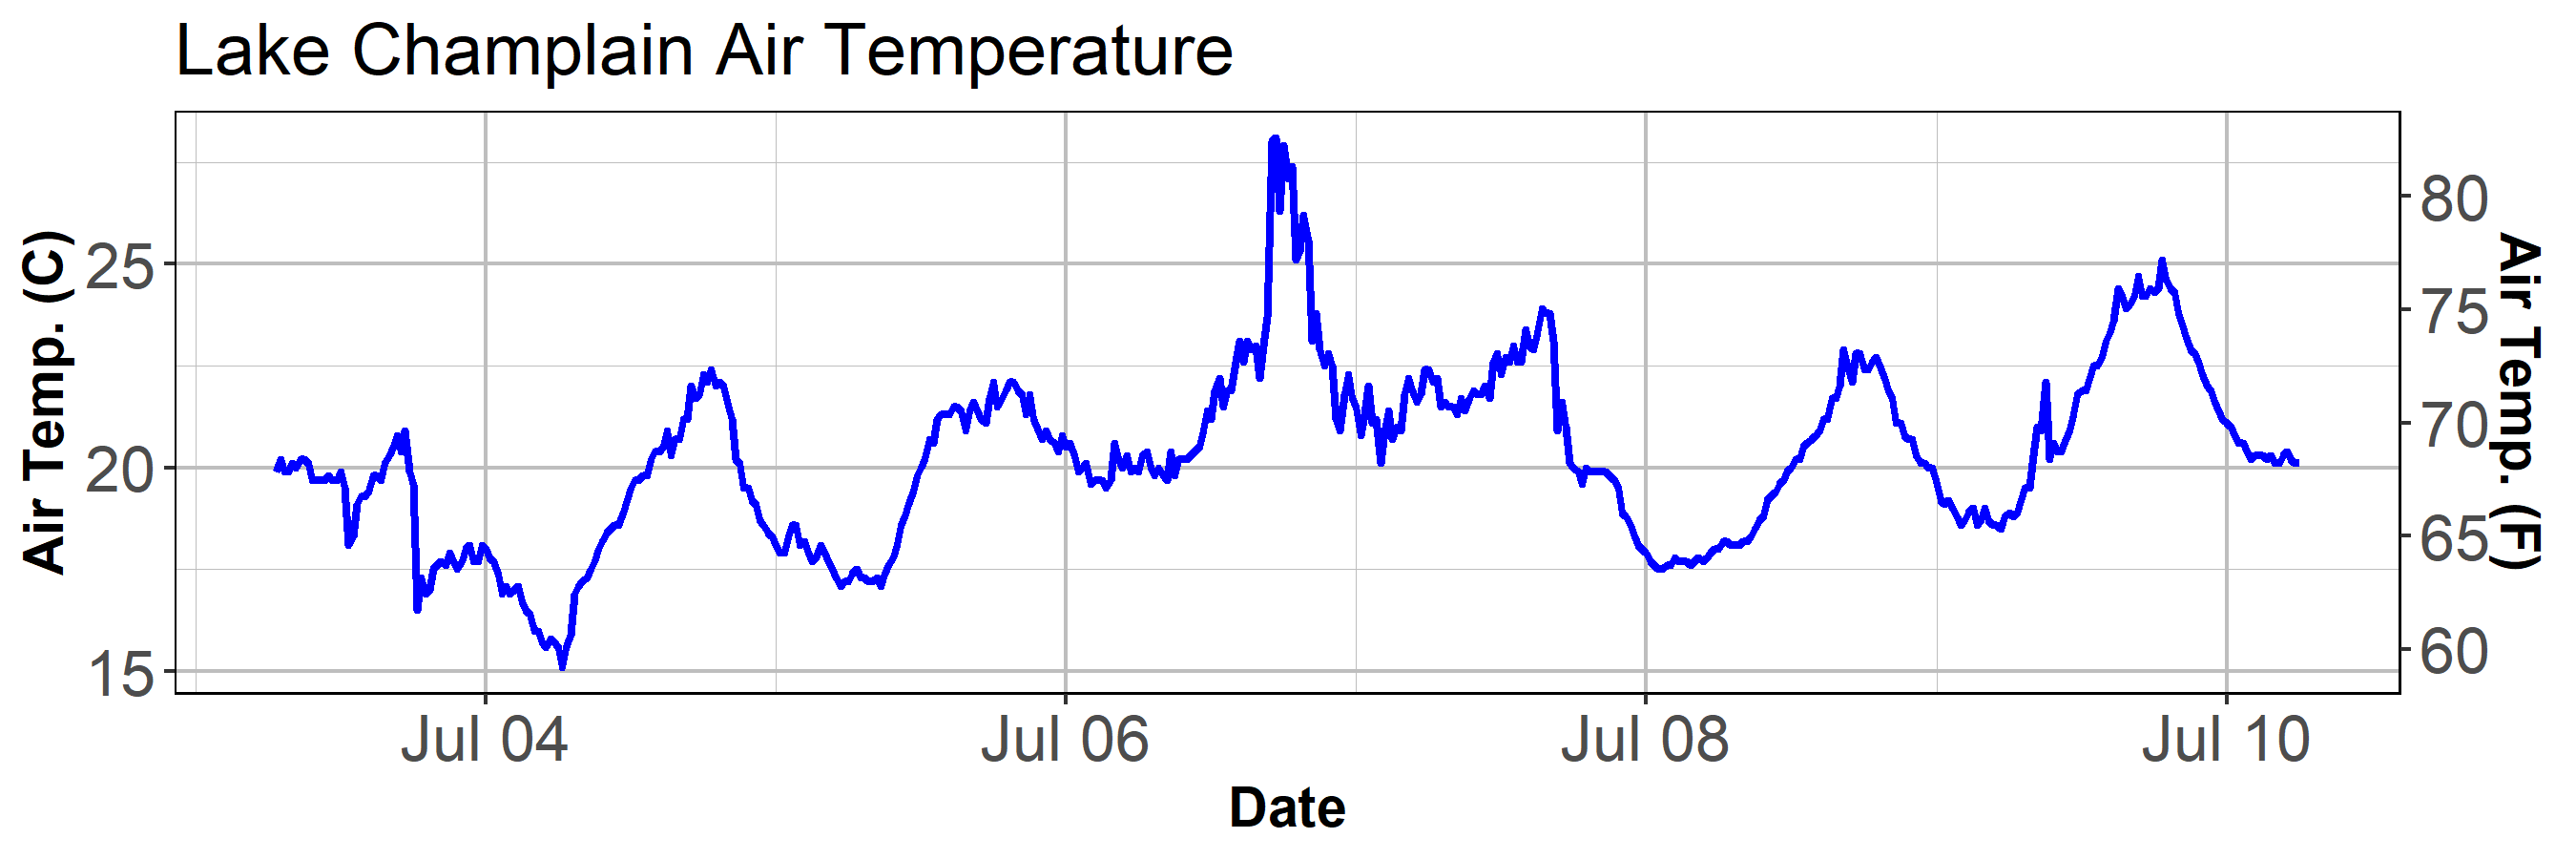 Lake Champlain Air Temperature
Air Temp. (C)
25
20
15
80
75
70
65
60
Air Temp. (F)
Jul 04
Jul 06
Jul 08
Jul 10
Date